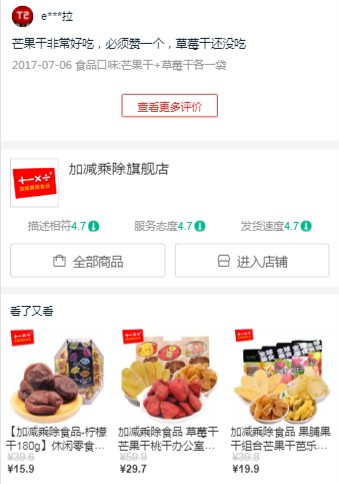 T2 e***拉
芒果干非常好吃，必须赞一个，草莓干还没吃
2017-07-06 食品口味:芒果干+草莓干各一袋
查看更多评价
+-×÷
加减乘除食品
加减乘除旗舰店
描述相符4.7 服务态度4.7 发货速度4.7
全部商品 进入店铺
看了又看
【加减乘除食品-柠檬
干180g】休闲零食...
¥39.6
¥15.9
加减乘除食品 草莓干
芒果干桃干办公室...
¥59.9
¥29.7
加减乘除食品 果脯果
干组合芒果干芭乐...
¥39.8
¥19.9